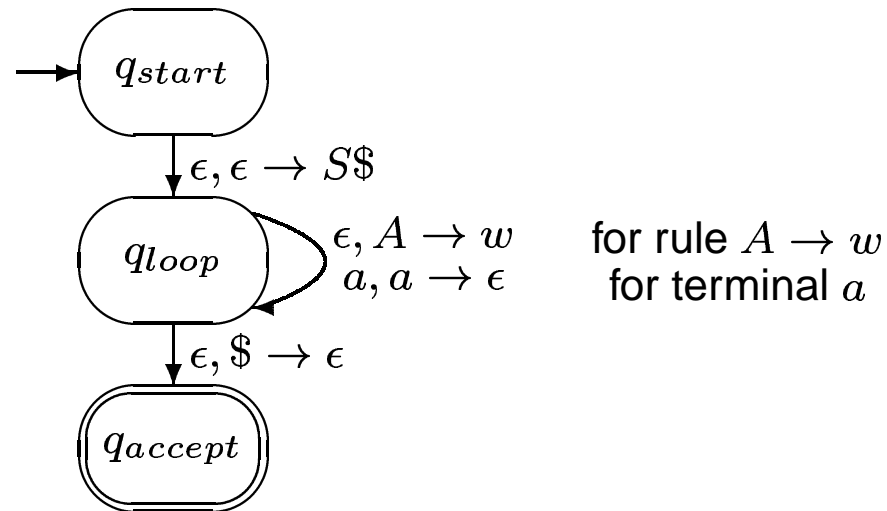 q_start
ϵ, ϵ → S$
q_loop
ϵ, A → w for rule A → w
a, a → ϵ for terminal a
ϵ, $ → ϵ
q_accept